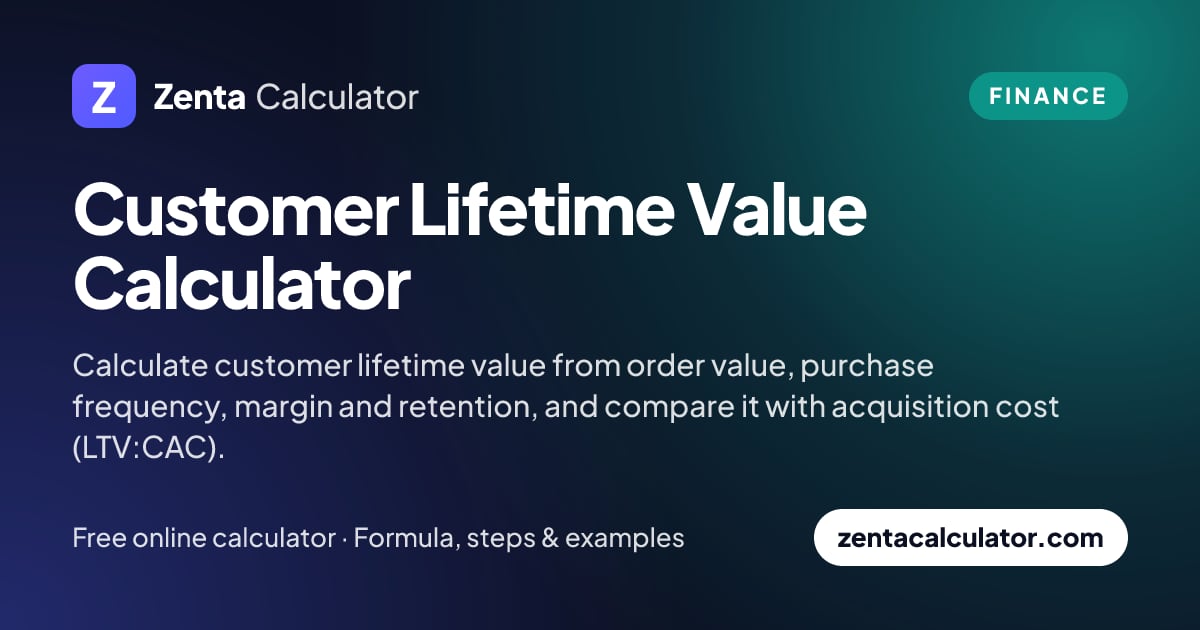 Z
Zenta Calculator
FINANCE
Customer Lifetime Value
Calculator
Calculate customer lifetime value from order value, purchase
frequency, margin and retention, and compare it with acquisition cost
(LTV:CAC).
Free online calculator · Formula, steps & examples
zentacalculator.com